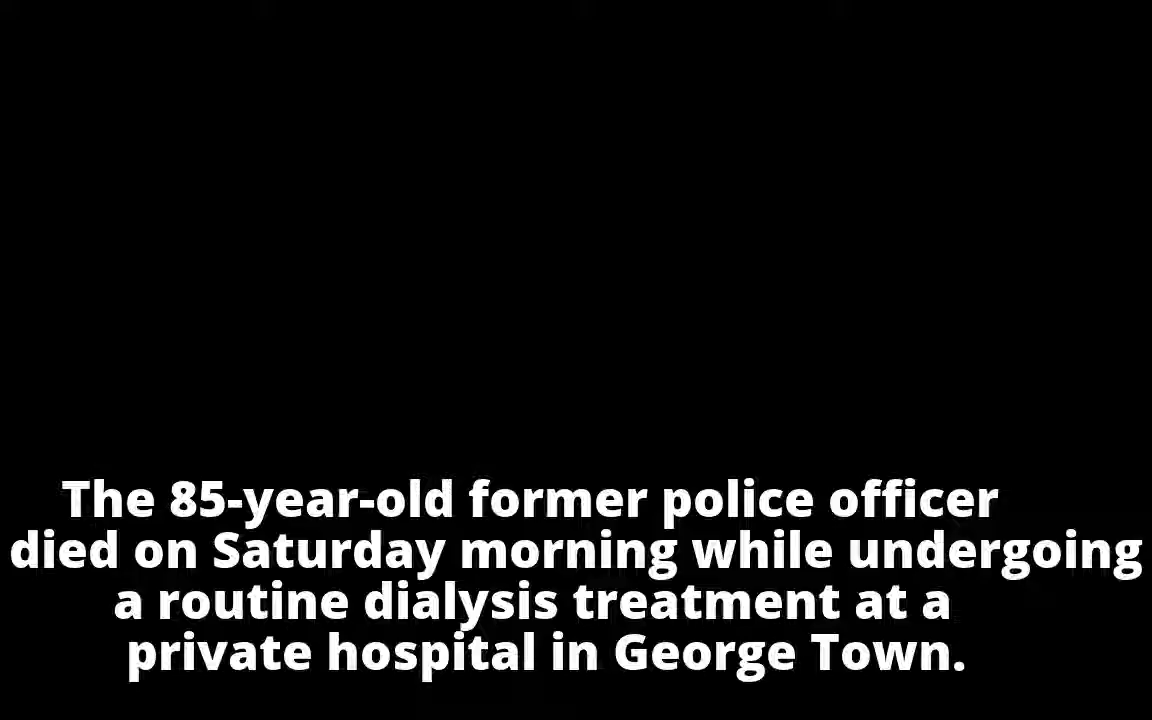 The 85-year-old former police officer
died on Saturday morning while undergoing
a routine dialysis treatment at a
private hospital in George Town.